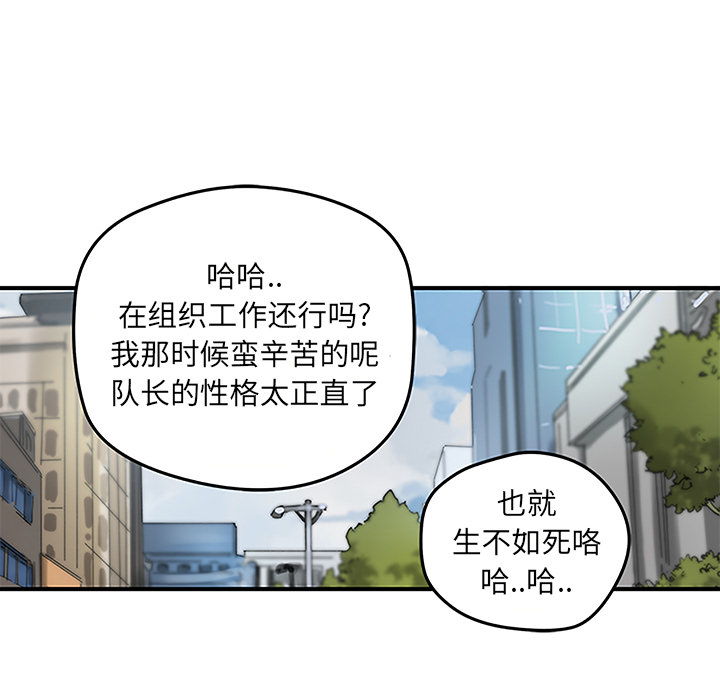 哈哈..
在组织工作还行吗?
我那时候蛮辛苦的呢
队长的性格太正直了
也就
生不如死咯
哈..哈..